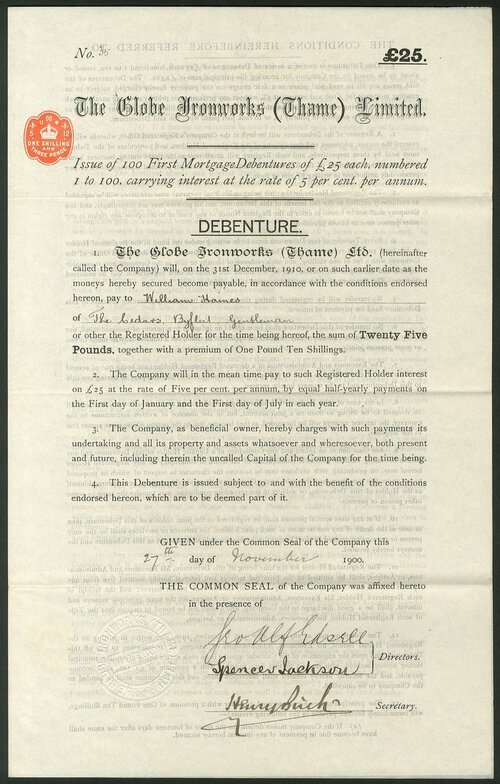 No. 36
£25.
The Globe Ironworks (Thame) Limited.
ONE SHILLING
AND
THREE PENCE
Issue of 100 First Mortgage Debentures of £25 each, numbered
1 to 100, carrying interest at the rate of 5 per cent. per annum.
DEBENTURE.
1. The Globe Ironworks (Thame) Ltd. (hereinafter
called the Company) will, on the 31st December, 1910, or on such earlier date as the
moneys hereby secured become payable, in accordance with the conditions endorsed
hereon, pay to William Haines
of The Cedars, Byfleet Gentleman
or other the Registered Holder for the time being hereof, the sum of Twenty Five
Pounds, together with a premium of One Pound Ten Shillings.
2. The Company will in the mean time pay to such Registered Holder interest
on £25 at the rate of Five per cent. per annum, by equal half-yearly payments on
the First day of January and the First day of July in each year.
3. The Company, as beneficial owner, hereby charges with such payments its
undertaking and all its property and assets whatsoever and wheresoever, both present
and future, including therein the uncalled Capital of the Company for the time being.
4. This Debenture is issued subject to and with the benefit of the conditions
endorsed hereon, which are to be deemed part of it.
GIVEN under the Common Seal of the Company this
27th day of November 1900.
THE COMMON SEAL of the Company was affixed hereto
in the presence of
Geo Alf
Spencer Jackson
Directors.
Henry
Secretary.